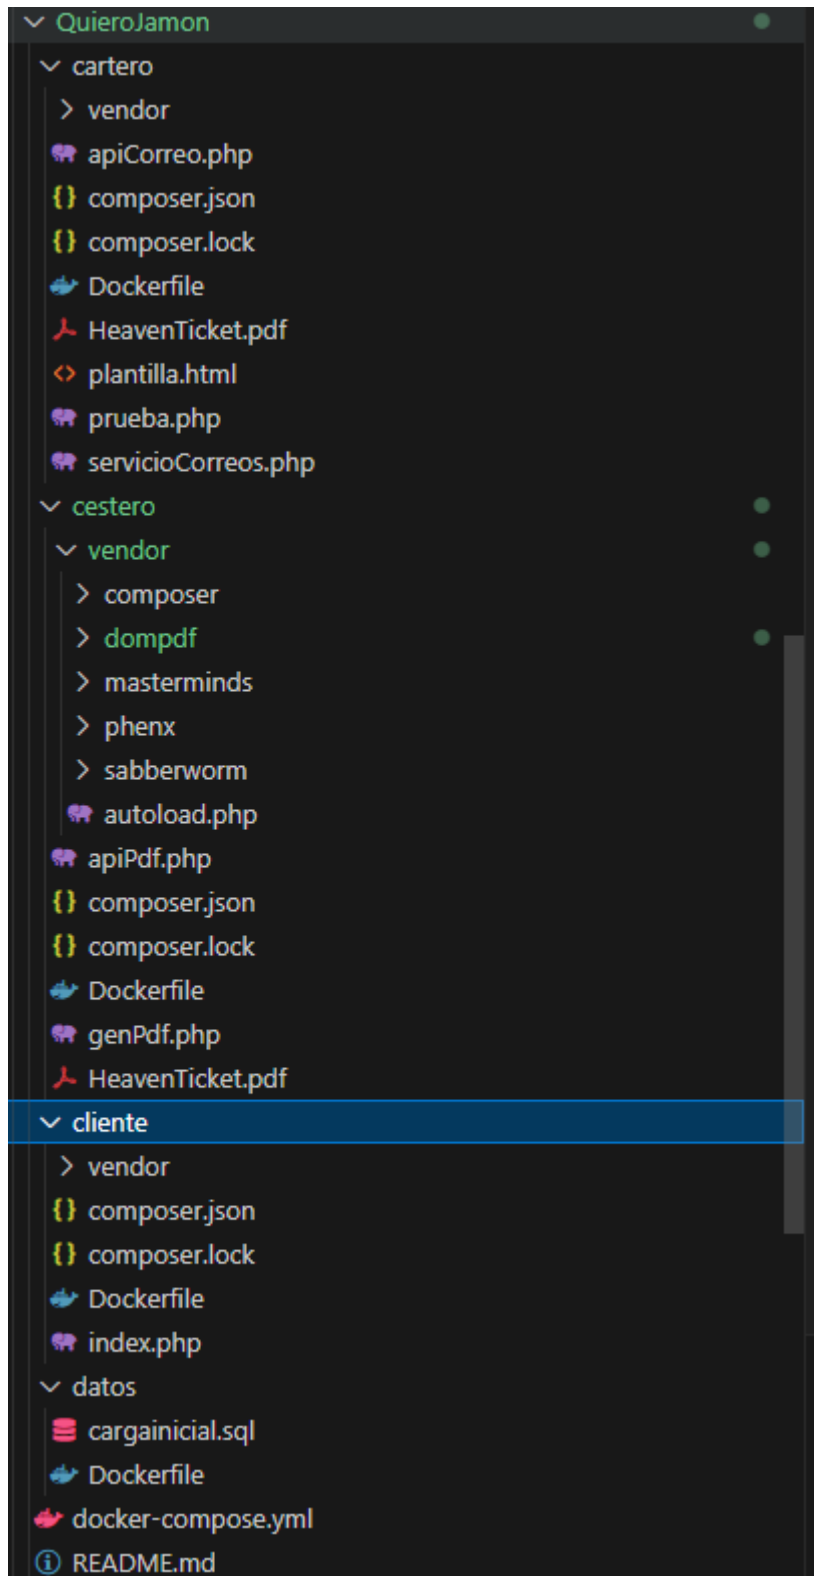 QuieroJamon
cartero
vendor
apiCorreo.php
composer.json
composer.lock
Dockerfile
HeavenTicket.pdf
plantilla.html
prueba.php
servicioCorreos.php
cestero
vendor
composer
dompdf
masterminds
phenx
sabberworm
autoload.php
apiPdf.php
composer.json
composer.lock
Dockerfile
genPdf.php
HeavenTicket.pdf
cliente
vendor
composer.json
composer.lock
Dockerfile
index.php
datos
cargainicial.sql
Dockerfile
docker-compose.yml
README.md